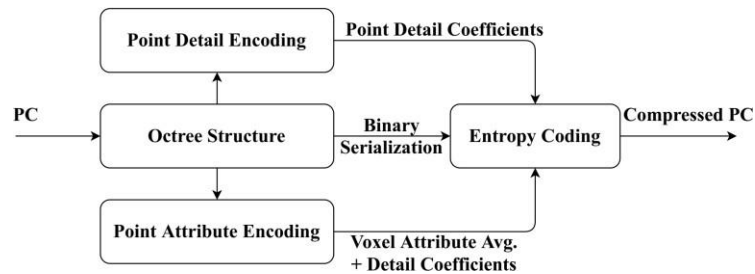 Point Detail Encoding
Point Detail Coefficients
PC
Octree Structure
Binary
Serialization
Entropy Coding
Compressed PC
Point Attribute Encoding
Voxel Attribute Avg.
+ Detail Coefficients